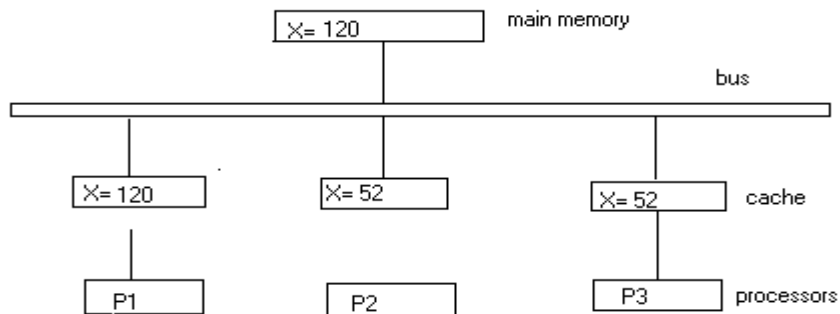 X= 120
main memory
bus
X= 120
X= 52
X= 52
cache
P1
P2
P3
processors